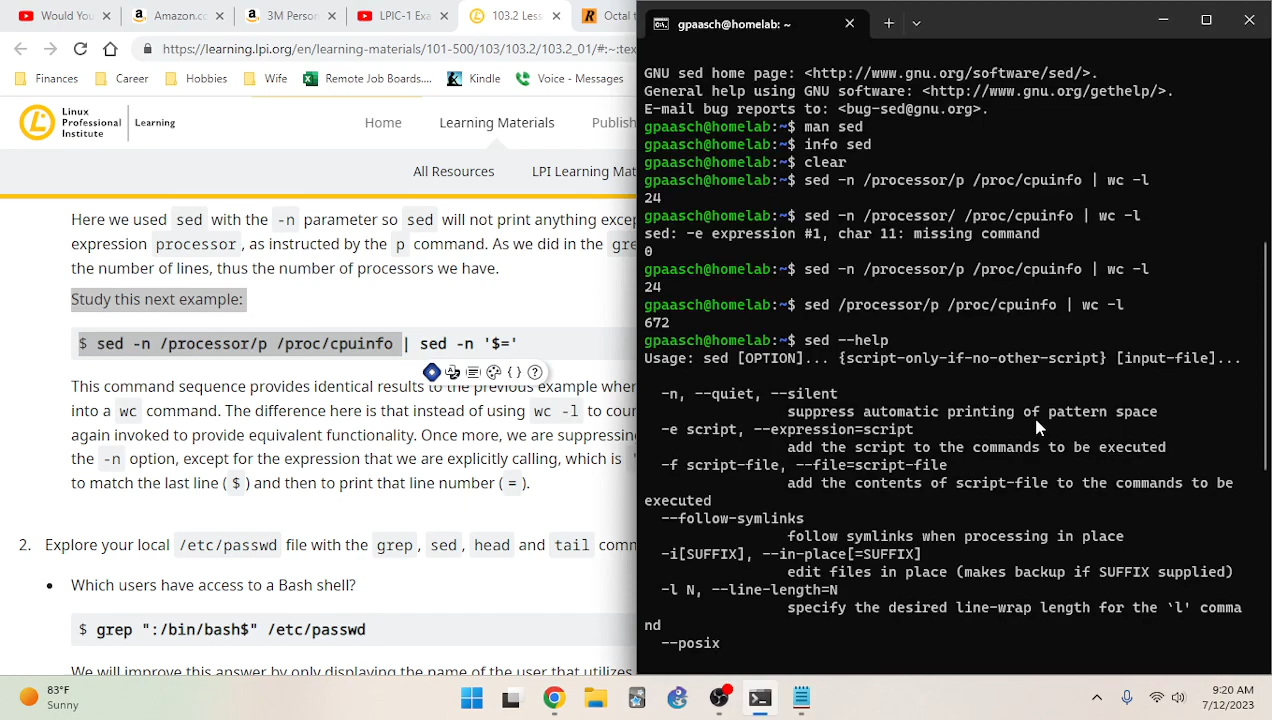 Would You
Amazon.cc
3M Person
LPIC-1 Exa
103.2 Less
Octal t
https://learning.lpi.org/en/learning-materials/101-500/103/103.2/103.2_01/#:~:tex
Finances
Career
Hobbies
Wife
Remote Job Boards....
Kindle
Voice - Messages
Linux
Professional
Institute
Learning
Home
Learning Materials
Publish
All Resources
LPI Learning Mat
Here we used sed with the -n parameter so sed will not print anything exce
expression processor, as instructed by the p command. As we did in the gre
the number of lines, thus the number of processors we have.
Study this next example:
$ sed -n /processor/p /proc/cpuinfo | sed -n '$='
This command sequence provides identical results to the previous example wher
into a wc command. The difference here is that instead of using wc -l to cour
again invoked to provide equivalent functionality. Once more, we are suppressin
the -n option, except for the expression that we are explicitly calling, which is '
to match the last line ($) and then to print that line number (=).
2. Explore your local /etc/passwd file with the grep, sed, head and tail comm
Which users have access to a Bash shell?
$ grep ":/bin/bash$" /etc/passwd
We will improve this answer by only displaying the name of the user that utilizes
gpaasch@homelab: ~
GNU sed home page: <http://www.gnu.org/software/sed/>.
General help using GNU software: <http://www.gnu.org/gethelp/>.
E-mail bug reports to: <bug-sed@gnu.org>.
gpaasch@homelab:~$ man sed
gpaasch@homelab:~$ info sed
gpaasch@homelab:~$ clear
gpaasch@homelab:~$ sed -n /processor/p /proc/cpuinfo | wc -l
24
gpaasch@homelab:~$ sed -n /processor/ /proc/cpuinfo | wc -l
sed: -e expression #1, char 11: missing command
0
gpaasch@homelab:~$ sed -n /processor/p /proc/cpuinfo | wc -l
24
gpaasch@homelab:~$ sed /processor/p /proc/cpuinfo | wc -l
672
gpaasch@homelab:~$ sed --help
Usage: sed [OPTION]... {script-only-if-no-other-script} [input-file]...
-n, --quiet, --silent
suppress automatic printing of pattern space
-e script, --expression=script
add the script to the commands to be executed
-f script-file, --file=script-file
add the contents of script-file to the commands to be
executed
--follow-symlinks
follow symlinks when processing in place
-i[SUFFIX], --in-place[=SUFFIX]
edit files in place (makes backup if SUFFIX supplied)
-l N, --line-length=N
specify the desired line-wrap length for the `l' comma
nd
--posix
83°F
Sunny
9:20 AM
7/12/2023